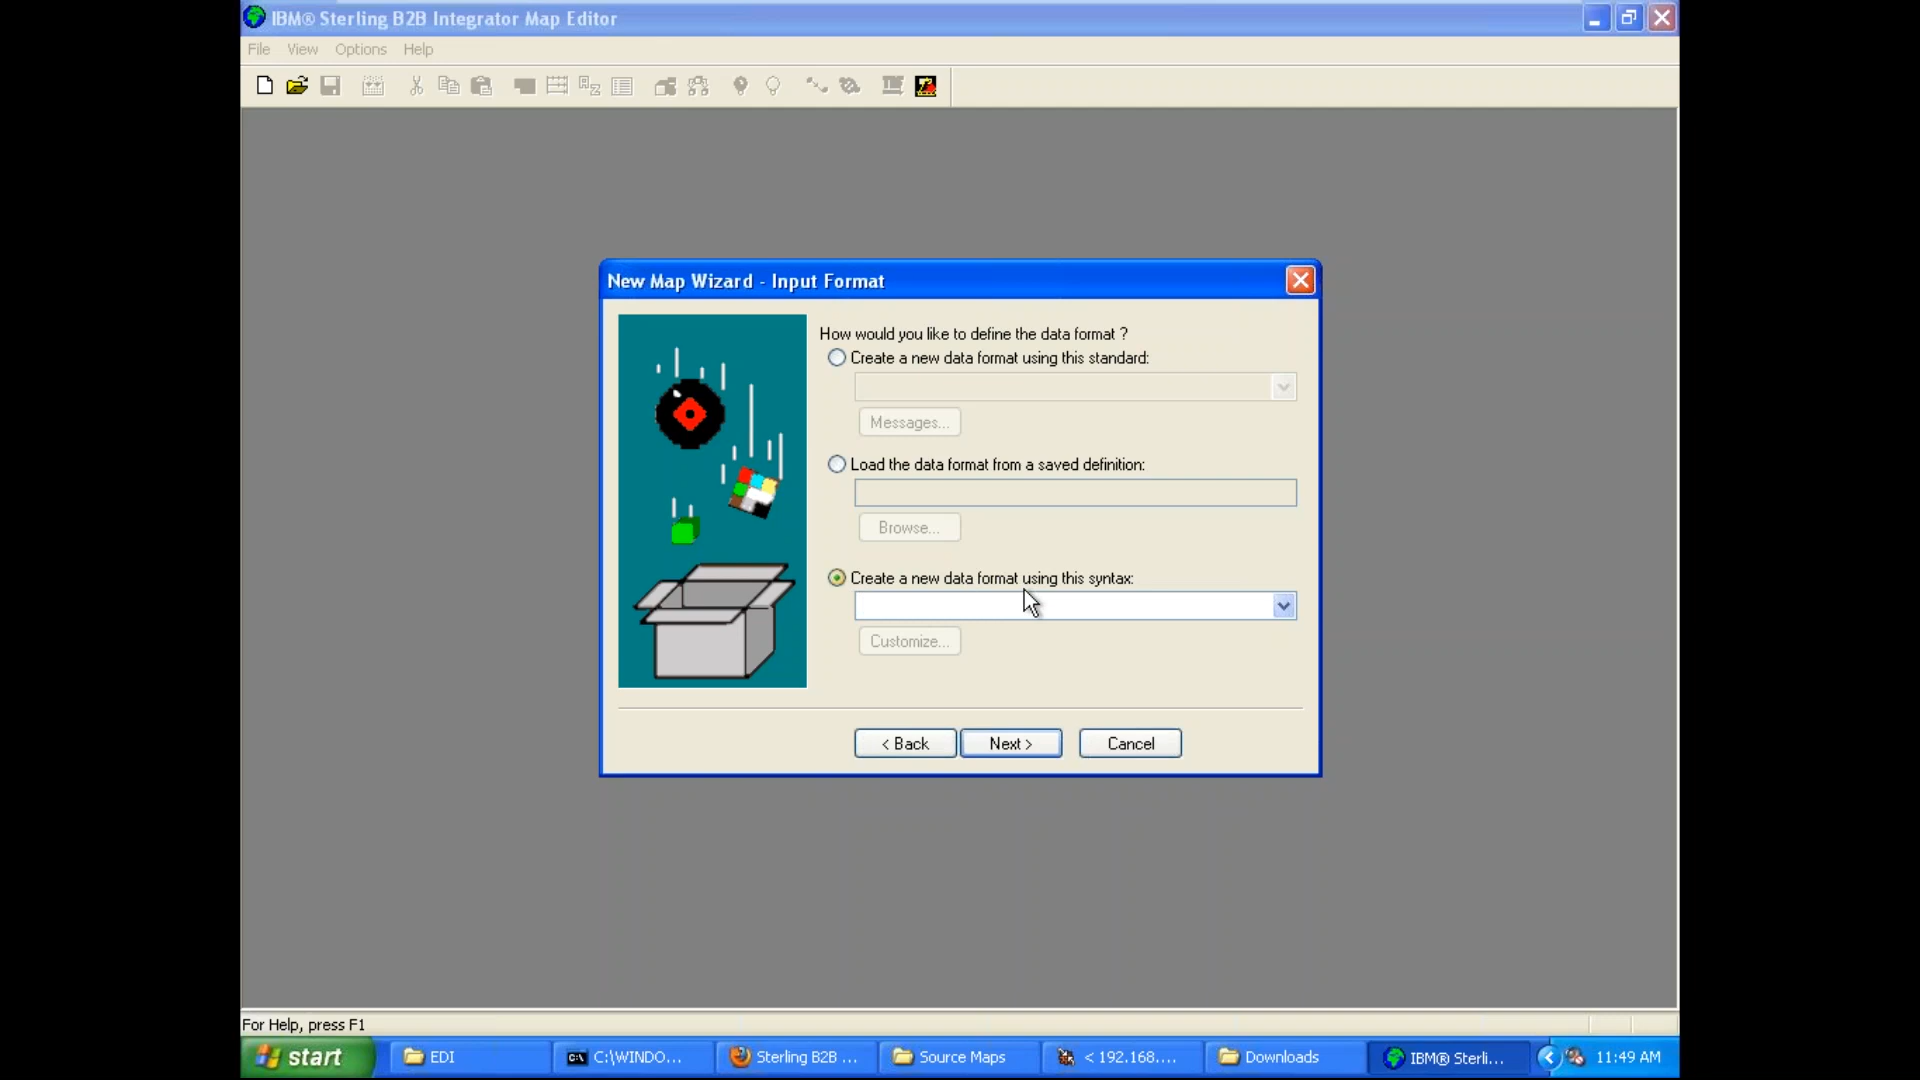 IBM® Sterling B2B Integrator Map Editor
File View Options Help
New Map Wizard - Input Format
How would you like to define the data format ?
Create a new data format using this standard:
Messages...
Load the data format from a saved definition:
Browse...
Create a new data format using this syntax:
Customize...
< Back Next > Cancel
For Help, press F1
start EDI C:\WINDO... Sterling B2B ... Source Maps < 192.168.... Downloads IBM® Sterli... 11:49 AM